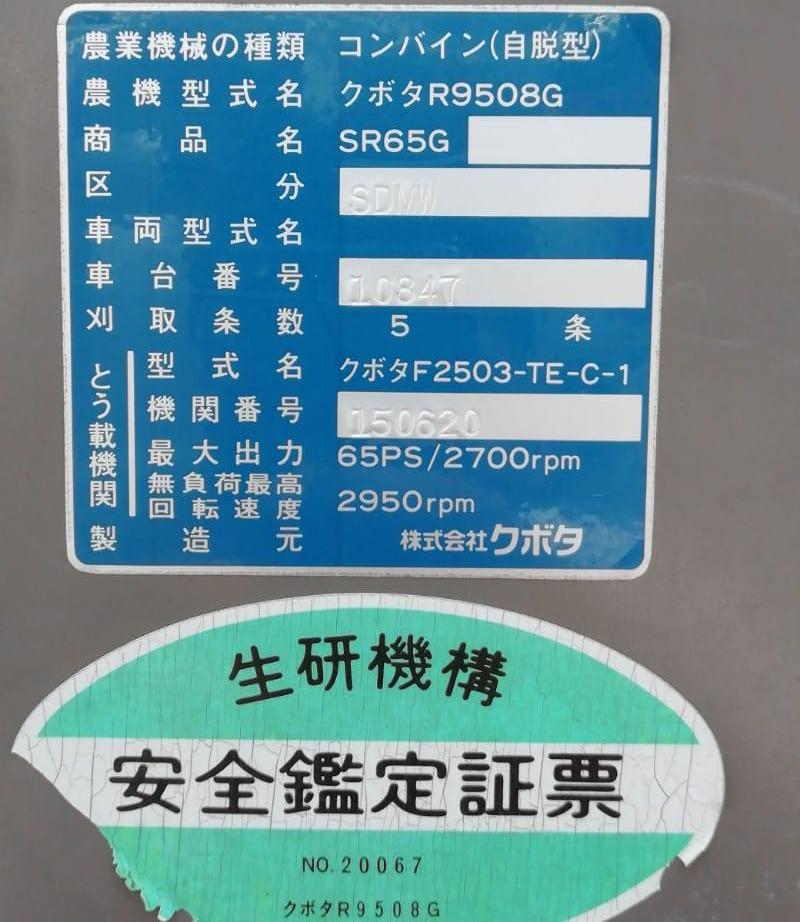 農業機械の種類 コンバイン(自脱型)
農機型式名 クボタR9508G
商品名 SR65G
区分 SDMW
車両型式名
車台番号 10847
刈取条数 5条
とう載機関
型式名 クボタF2503-TE-C-1
機関番号 150620
最大出力 65PS/2700rpm
無負荷最高回転速度 2950rpm
製造元 株式会社クボタ
生研機構
安全鑑定証票
NO.20067
クボタR9508G